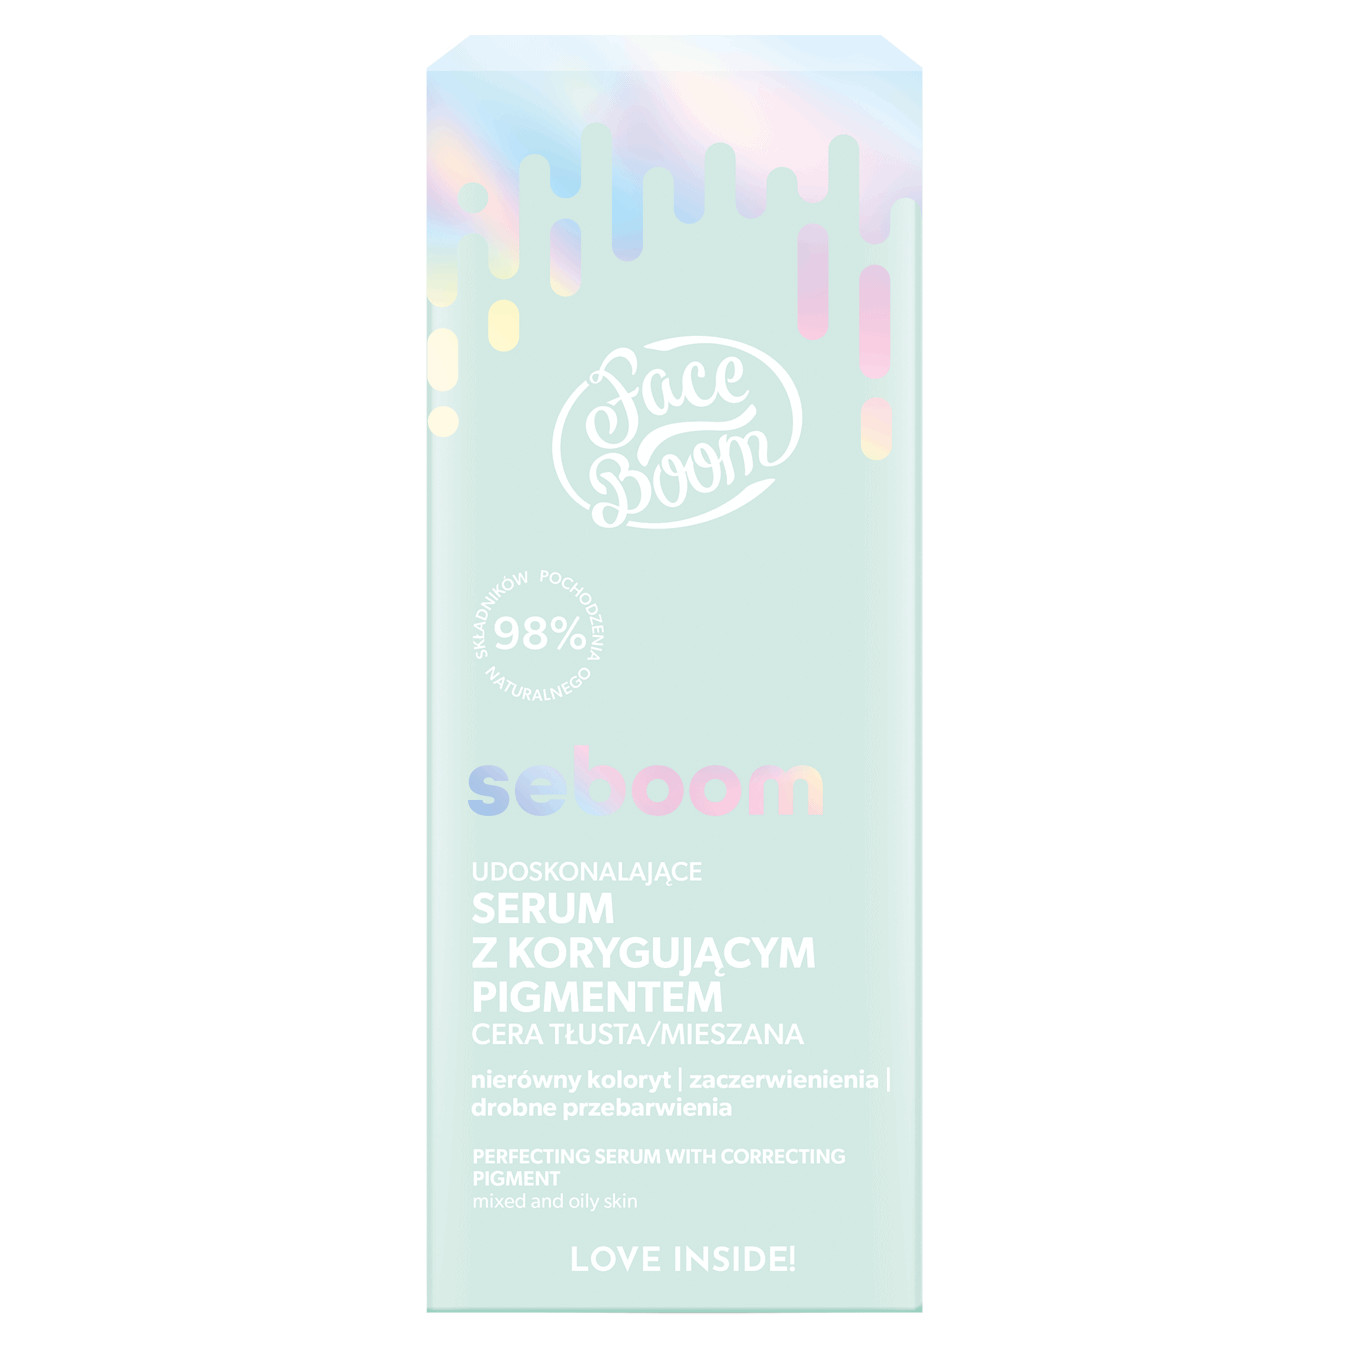 Face
Boom
SKŁADNIKÓW POCHODZENIA
NATURALNEGO
98%
seboom
UDOSKONALAJĄCE
SERUM
Z KORYGUJĄCYM
PIGMENTEM
CERA TŁUSTA/MIESZANA
nierówny koloryt | zaczerwienienia |
drobne przebarwienia
PERFECTING SERUM WITH CORRECTING
PIGMENT
mixed and oily skin
LOVE INSIDE!